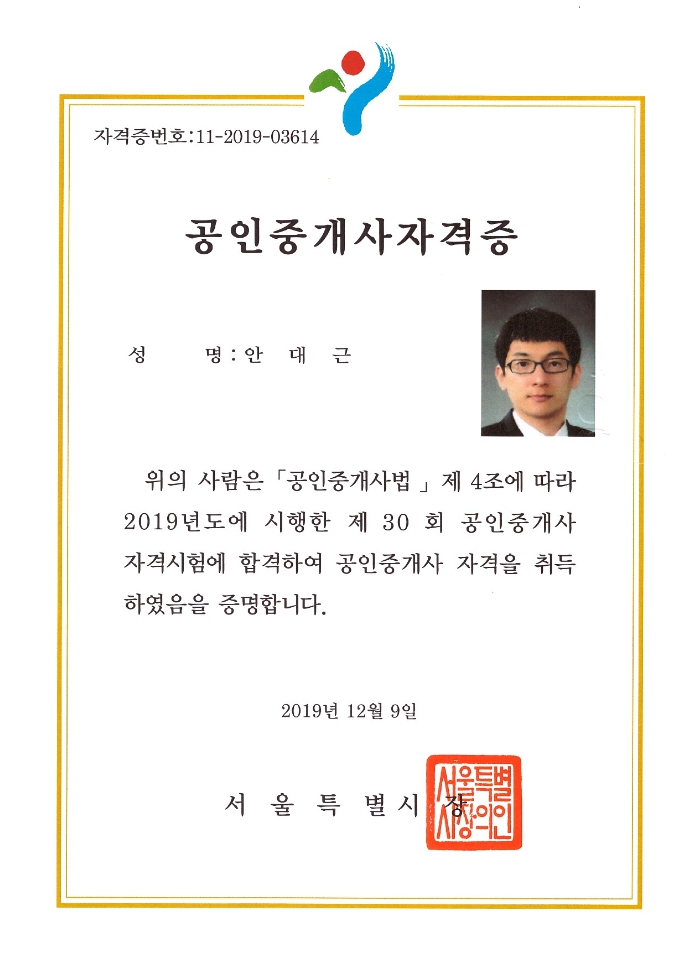 자격증번호:11-2019-03614
공인중개사자격증
성 명 : 안 대 근
위의 사람은 「공인중개사법」 제 4조에 따라
2019년도에 시행한 제 30 회 공인중개사
자격시험에 합격하여 공인중개사 자격을 취득
하였음을 증명합니다.
2019년 12월 9일
서 울 특 별 시 장
서울특별
시장의인